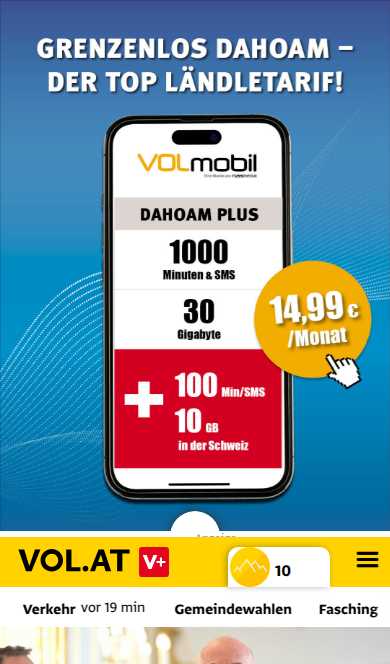 GRENZENLOS DAHOAM –
DER TOP LÄNDLETARIF!
VOLmobil
DAHOAM PLUS
1000
Minuten & SMS
30
Gigabyte
14,99 €
/Monat
100 Min/SMS
10 GB
in der Schweiz
Anzeige
VOL.AT V+
10
Verkehr vor 19 min Gemeindewahlen Fasching